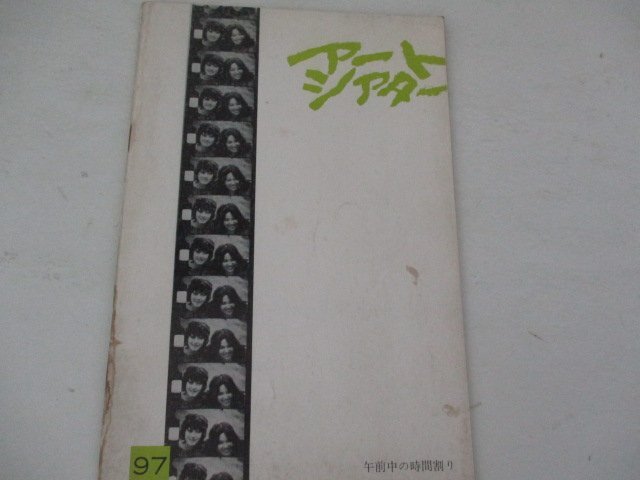 アート
シアター
97
午前中の時間割り